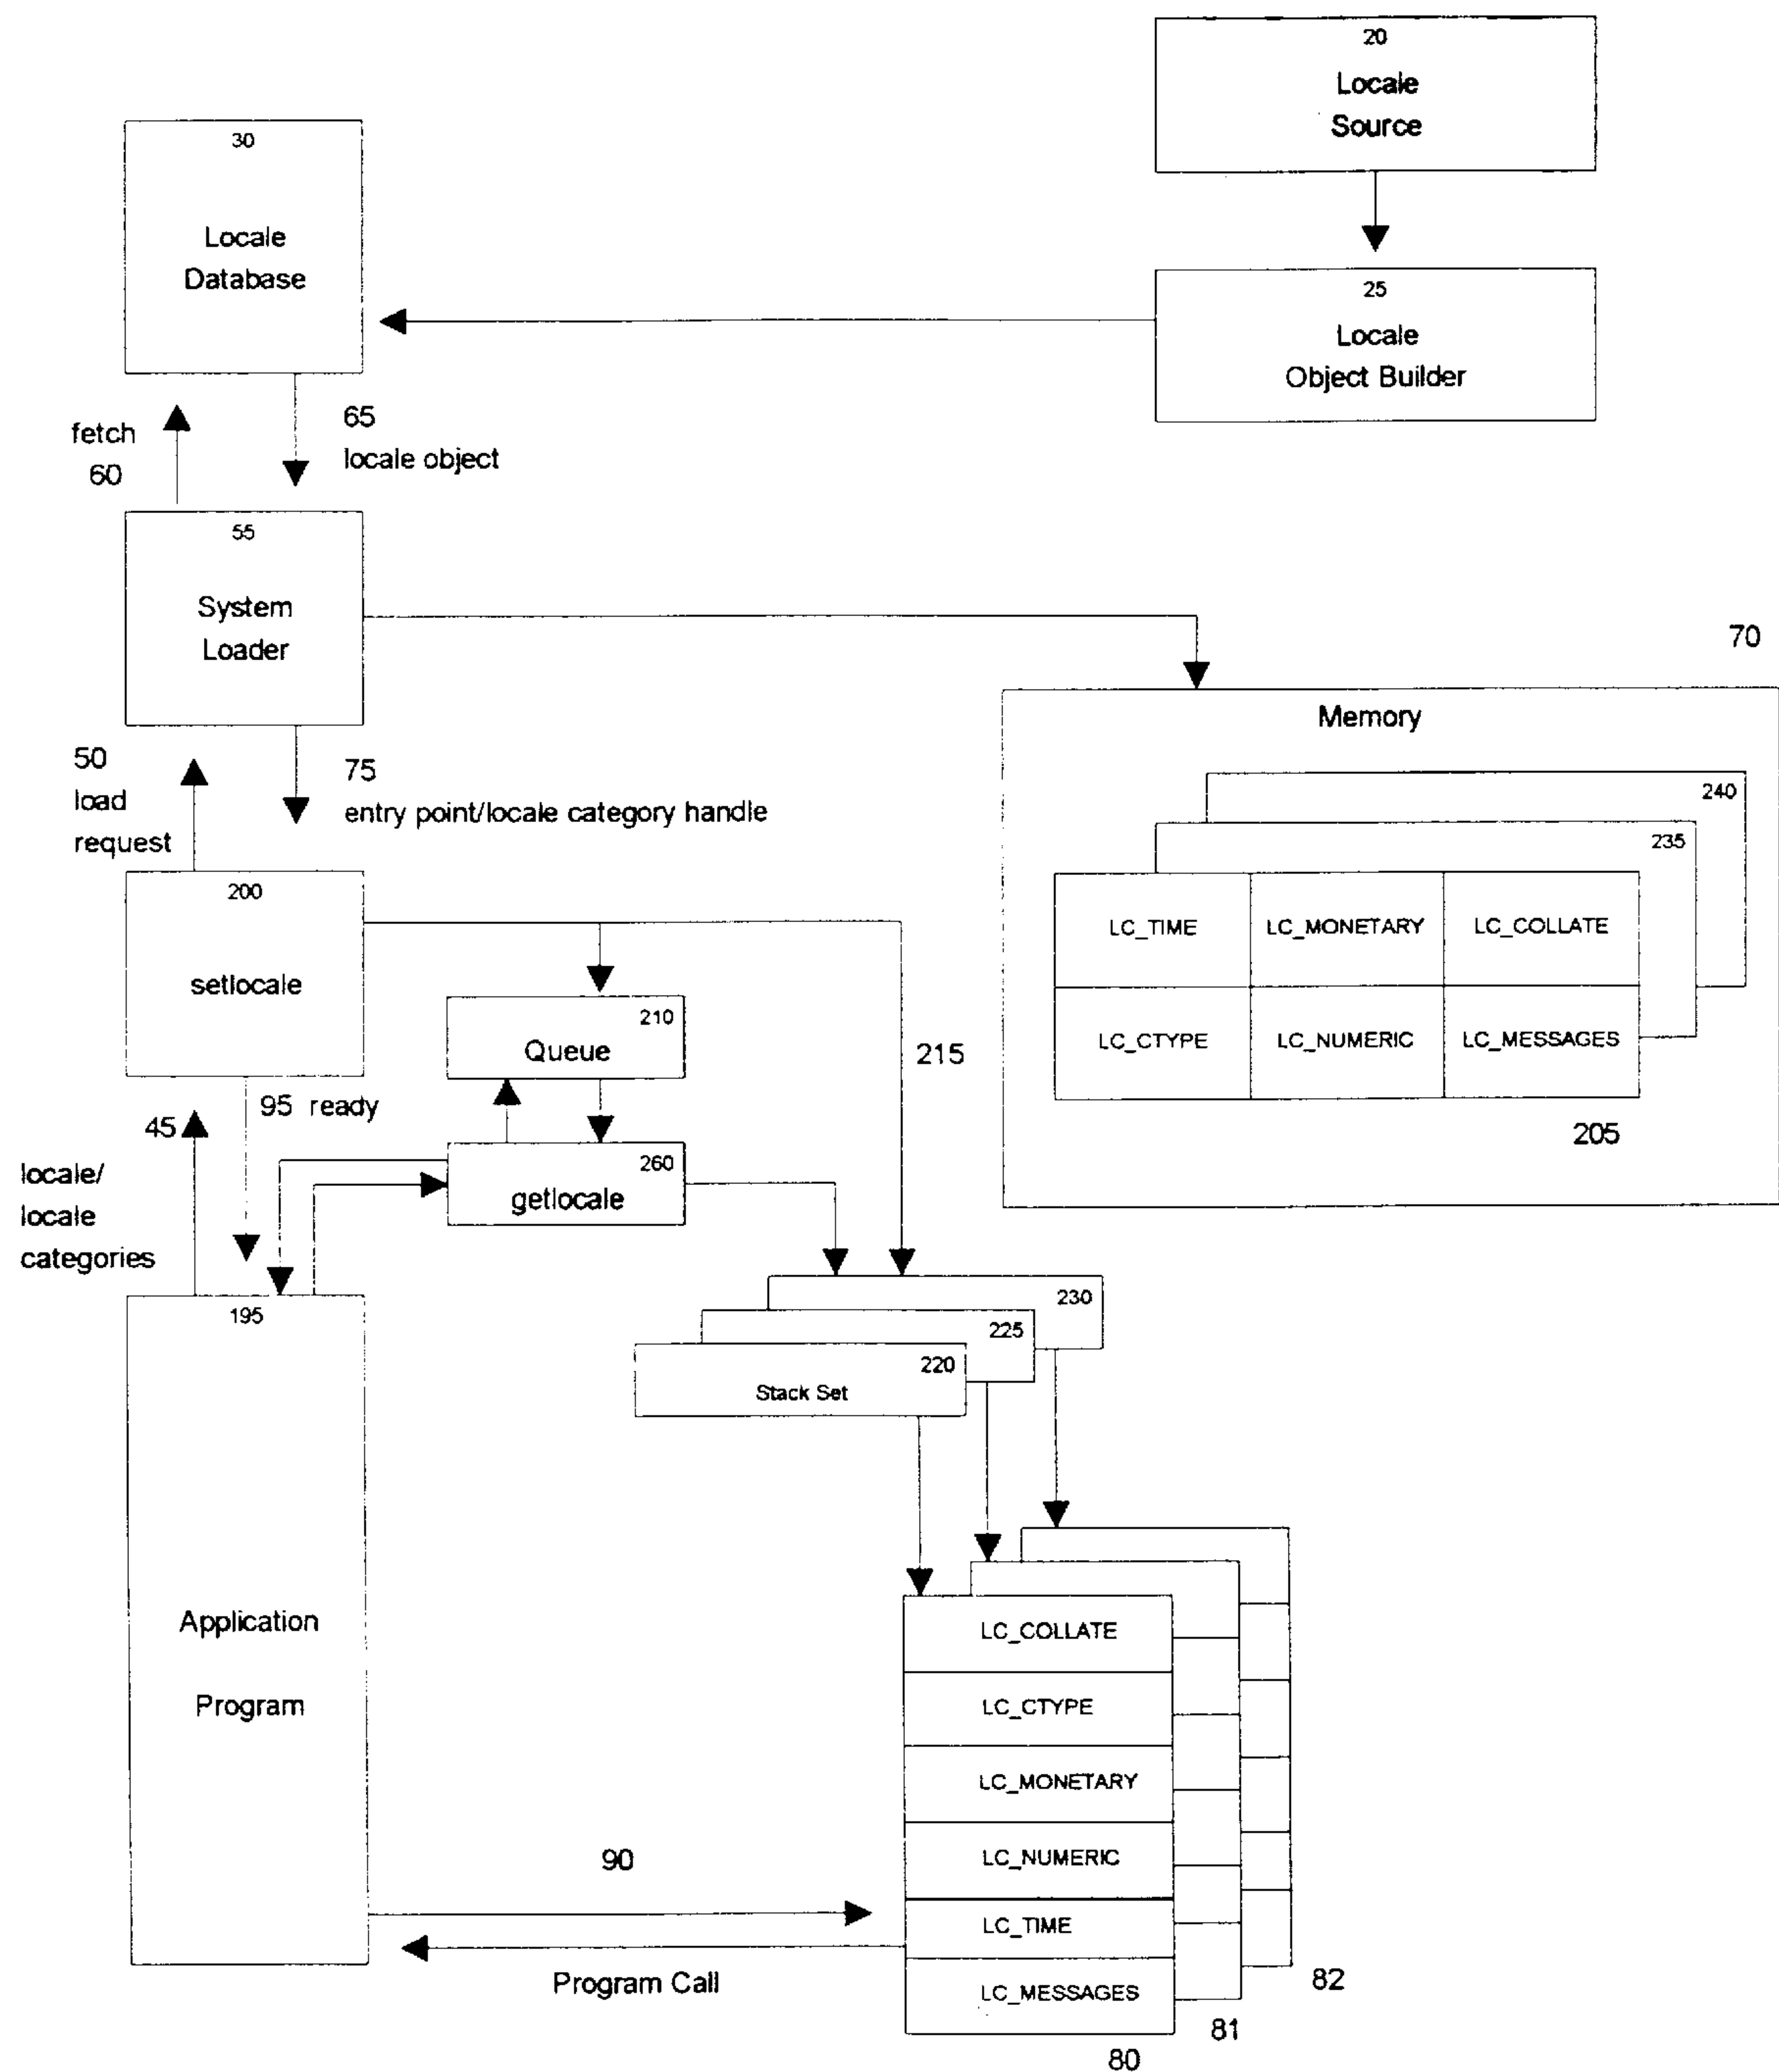 20
Locale
Source
30
Locale
Database
25
Locale
Object Builder
fetch
60
65
locale object
55
System
Loader
70
Memory
50
load
request
75
entry point/locale category handle
240
235
LC_TIME LC_MONETARY LC_COLLATE
LC_CTYPE LC_NUMERIC LC_MESSAGES
205
200
setlocale
210
Queue
215
95 ready
45
locale/
locale
categories
260
getlocale
195
Application
Program
230
225
220
Stack Set
LC_COLLATE
LC_CTYPE
LC_MONETARY
LC_NUMERIC
LC_TIME
LC_MESSAGES
90
Program Call
82
81
80